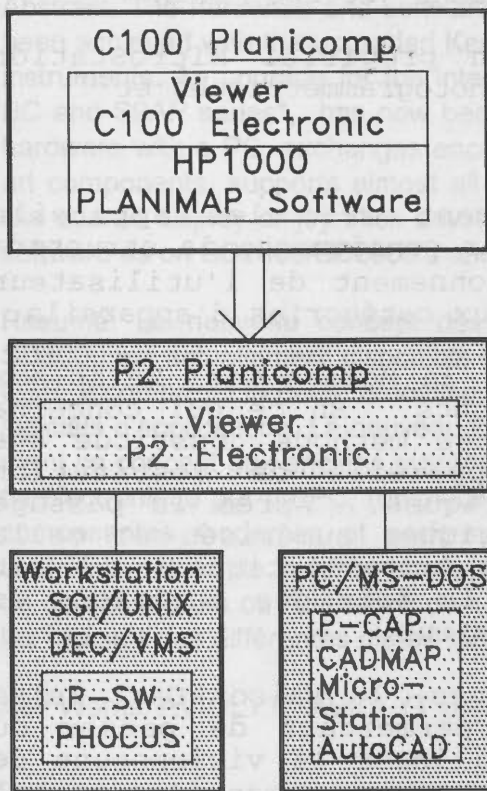 C100 Planicomp
Viewer
C100 Electronic
HP1000
PLANIMAP Software
P2 Planicomp
Viewer
P2 Electronic
Workstation
SGI/UNIX
DEC/VMS
P-SW
PHOCUS
PC/MS-DOS
P-CAP
CADMAP
Micro-
Station
AutoCAD